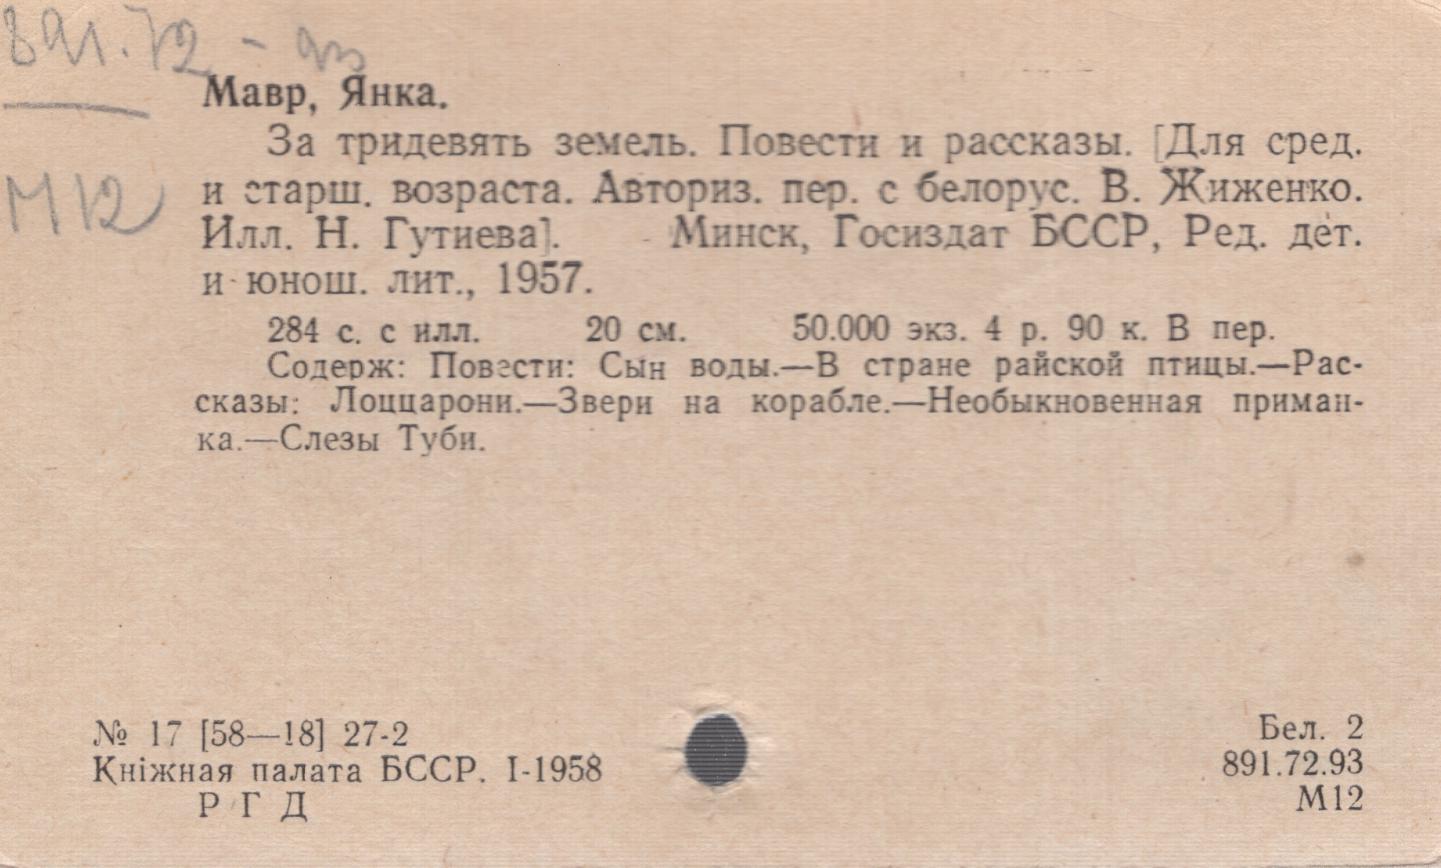 891.72-93
Мавр, Янка.
За тридевять земель. Повести и рассказы. [Для сред.
М12
и старш. возраста. Авториз. пер. с белорус. В. Жиженко.
Илл. Н. Гутиева]. Минск, Госиздат БССР, Ред. дет.
и юнош. лит., 1957.
284 с. с илл. 20 см. 50.000 экз. 4 р. 90 к. В пер.
Содерж: Повести: Сын воды.—В стране райской птицы.—Рас-
сказы: Лоццарони.—Звери на корабле.—Необыкновенная приман-
ка.—Слезы Туби.
№ 17 [58—18] 27-2
Кніжная палата БССР. I-1958
Р Г Д
Бел. 2
891.72.93
М12